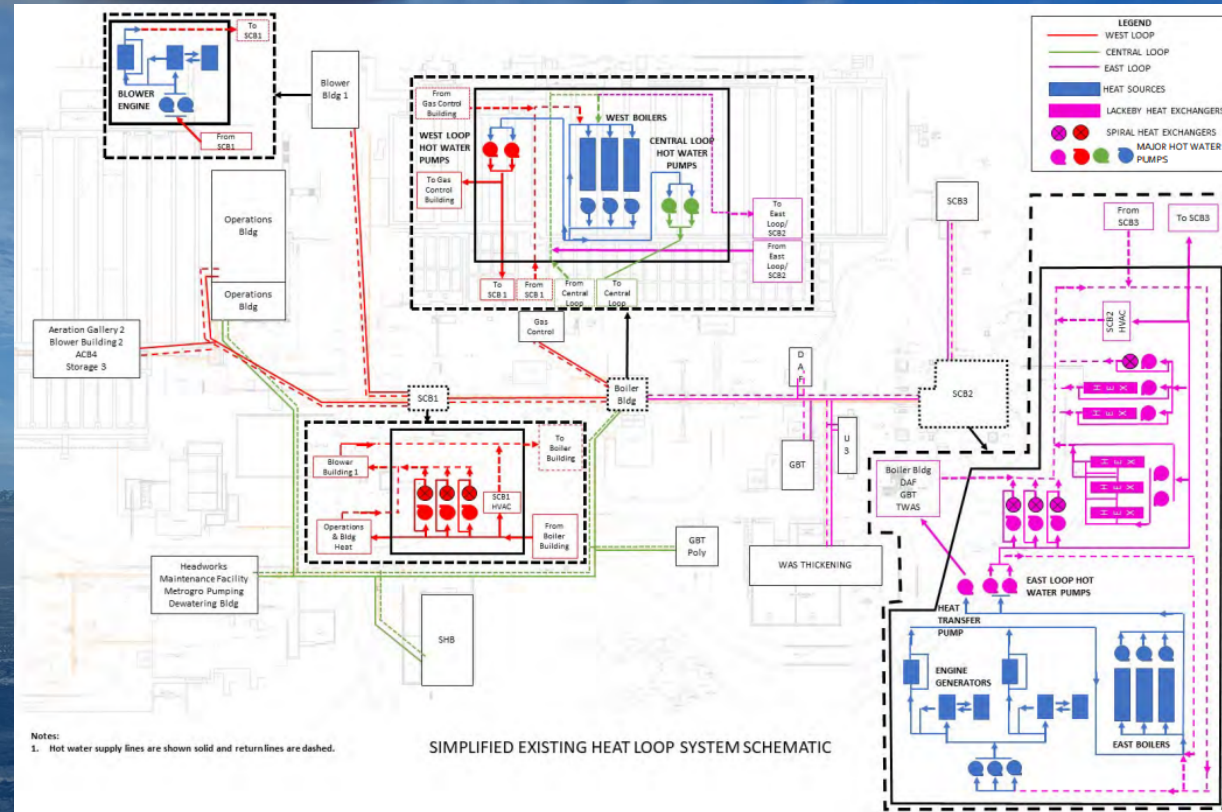 To
SCB1
BLOWER
ENGINE
From
SCB1
Blower
Bldg 1
From
Gas Control
Building
WEST LOOP
HOT WATER
PUMPS
WEST BOILERS
CENTRAL LOOP
HOT WATER
PUMPS
To Gas
Control
Building
To
East
Loop/
SCB2
From
East
Loop/
SCB2
To
SCB 1
From
SCB 1
From
Central
Loop
To
Central
Loop
LEGEND
WEST LOOP
CENTRAL LOOP
EAST LOOP
HEAT SOURCES
LACKEBY HEAT EXCHANGERS
SPIRAL HEAT EXCHANGERS
MAJOR HOT WATER
PUMPS
Operations
Bldg
Operations
Bldg
Aeration Gallery 2
Blower Building 2
ACB4
Storage 3
Gas
Control
SCB1
Boiler
Bldg
D
A
F
GBT
U
3
SCB3
SCB2
To
Boiler
Building
Blower
Building 1
SCB1
HVAC
Operations
& Bldg
Heat
From
Boiler
Building
Headworks
Maintenance Facility
Metrogro Pumping
Dewatering Bldg
SHB
GBT
Poly
WAS THICKENING
From
SCB3
To SCB3
SCB2
HVAC
HEX
HEX
HEX
HEX
HEX
Boiler Bldg
DAF
GBT
TWAS
EAST LOOP HOT
WATER PUMPS
HEAT
TRANSFER
PUMP
ENGINE
GENERATORS
EAST BOILERS
Notes:
1. Hot water supply lines are shown solid and return lines are dashed.
SIMPLIFIED EXISTING HEAT LOOP SYSTEM SCHEMATIC